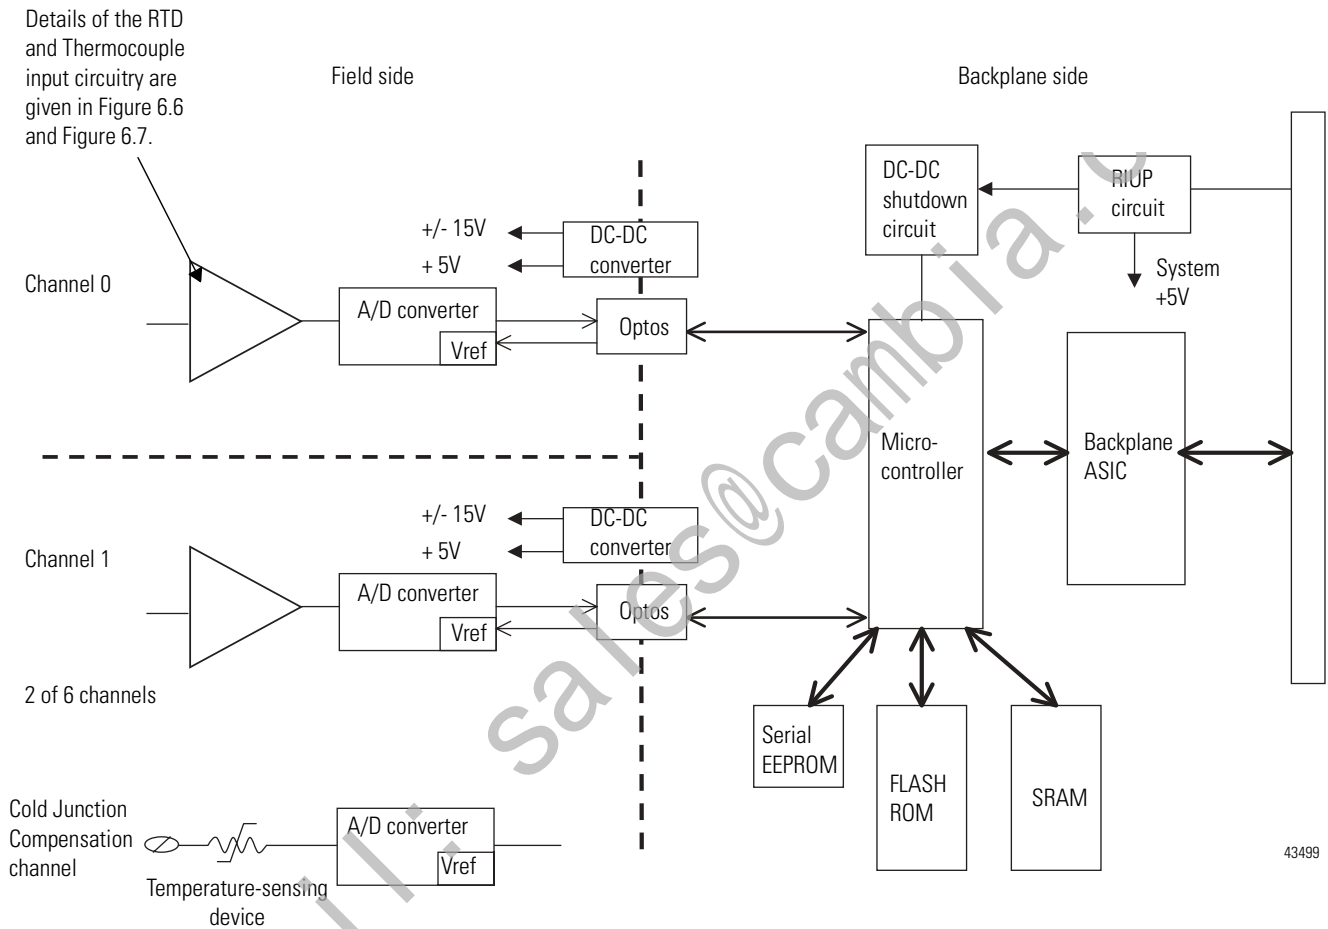 Details of the RTD
and Thermocouple
input circuitry are
given in Figure 6.6
and Figure 6.7.
Field side
Backplane side
DC-DC
shutdown
circuit
RIUP
circuit
System
+5V
+/- 15V
+ 5V
DC-DC
converter
Channel 0
A/D converter
Vref
Optos
Micro-
controller
Backplane
ASIC
+/- 15V
+ 5V
DC-DC
converter
Channel 1
A/D converter
Vref
Optos
2 of 6 channels
Serial
EEPROM
FLASH
ROM
SRAM
Cold Junction
Compensation
channel
A/D converter
Vref
Temperature-sensing
device
43499
l. sales@cambia.c